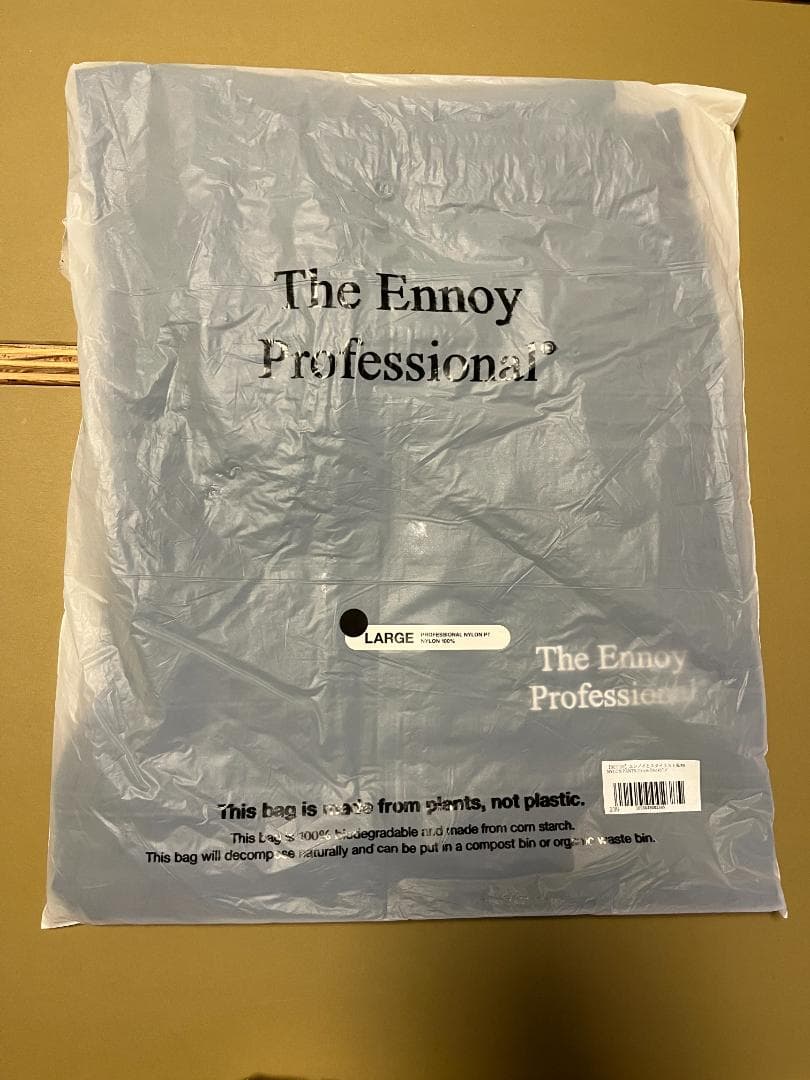 The Ennoy
Professional®
LARGE
PROFESSIONAL NYLON PT
NYLON 100%
The Ennoy
Professional
NYLON PANTS
This bag is made from plants, not plastic.
This Bag is 100% biodegradable and made from corn starch.
This bag will decompose naturally and can be put in a compost bin or organic waste bin.